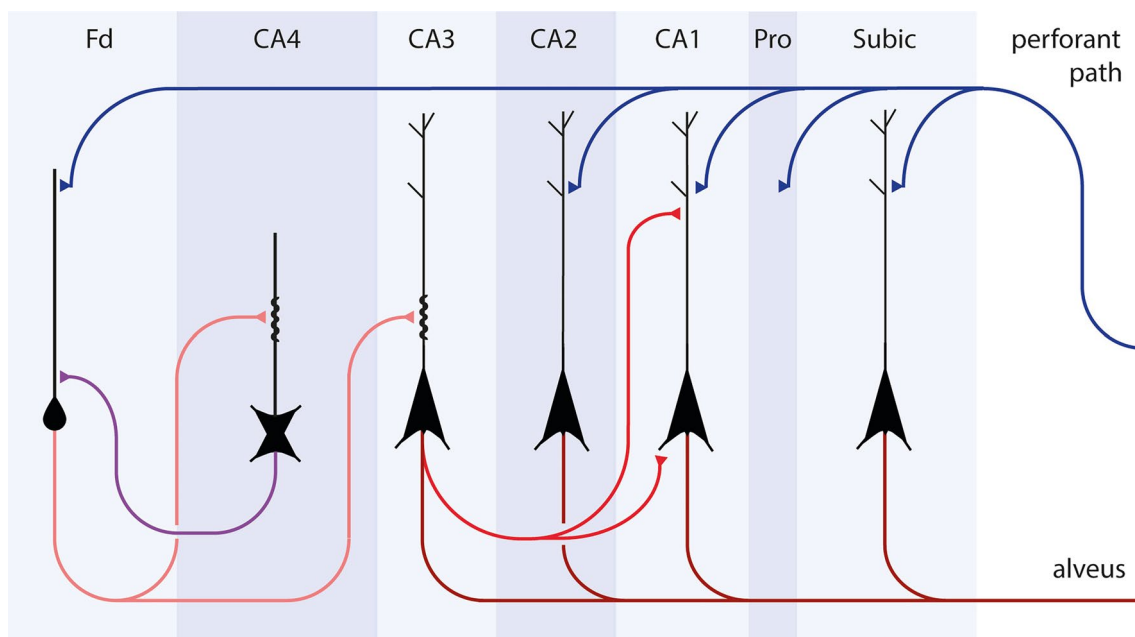 Fd
CA4
CA3
CA2
CA1
Pro
Subic
perforant
path
alveus